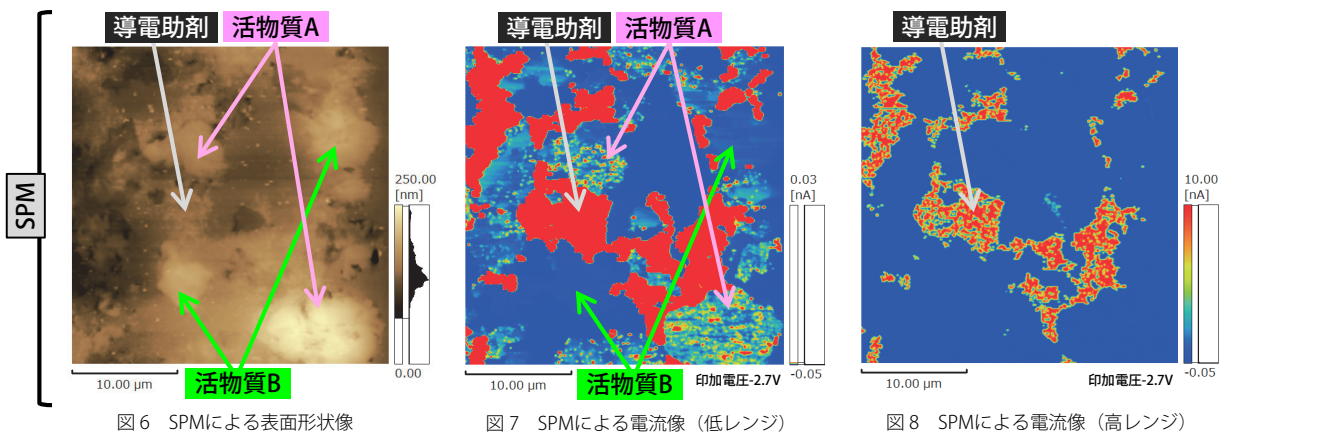 SPM
導電助剤 活物質A
250.00
[nm]
0.00
10.00 μm
活物質B
図6 SPMによる表面形状像
導電助剤 活物質A
0.03
[nA]
-0.05
10.00 μm
活物質B
印加電圧-2.7V
図7 SPMによる電流像（低レンジ）
導電助剤
10.00
[nA]
-0.05
10.00 μm
印加電圧-2.7V
図8 SPMによる電流像（高レンジ）